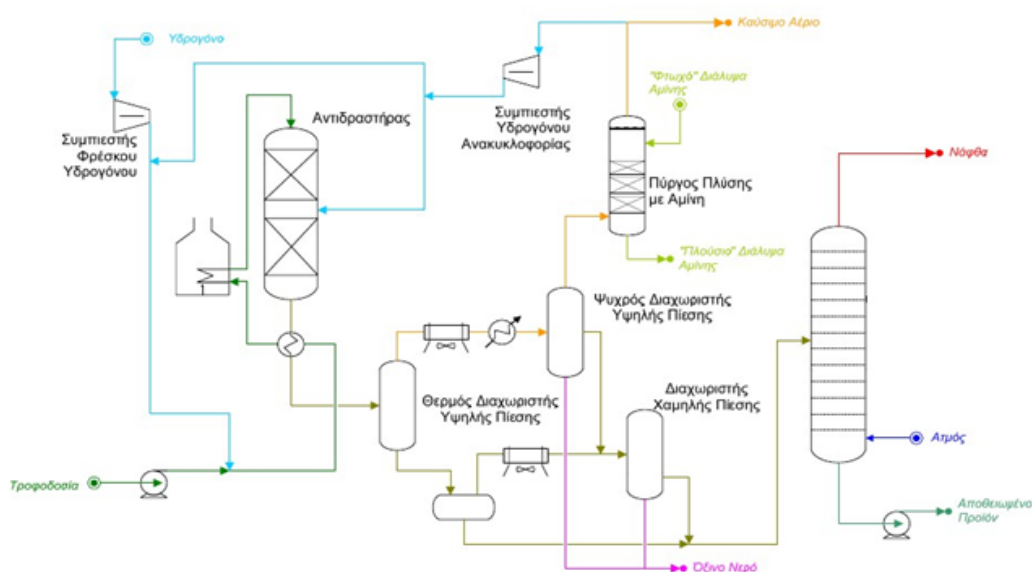 Καύσιμο Αέριο
Υδρογόνο
"Φτωχό" Διάλυμα
Αμίνης
Αντιδραστήρας
Συμπιεστής
Υδρογόνου
Ανακυκλοφορίας
Συμπιεστής
Φρέσκου
Υδρογόνου
Νάφθα
Πύργος Πλύσης
με Αμίνη
"Πλούσιο" Διάλυμα
Αμίνης
Ψυχρός Διαχωριστής
Υψηλής Πίεσης
Θερμός Διαχωριστής
Υψηλής Πίεσης
Διαχωριστής
Χαμηλής Πίεσης
Ατμός
Τροφοδοσία
Αποθειωμένο
Προϊόν
Όξινο Νερό